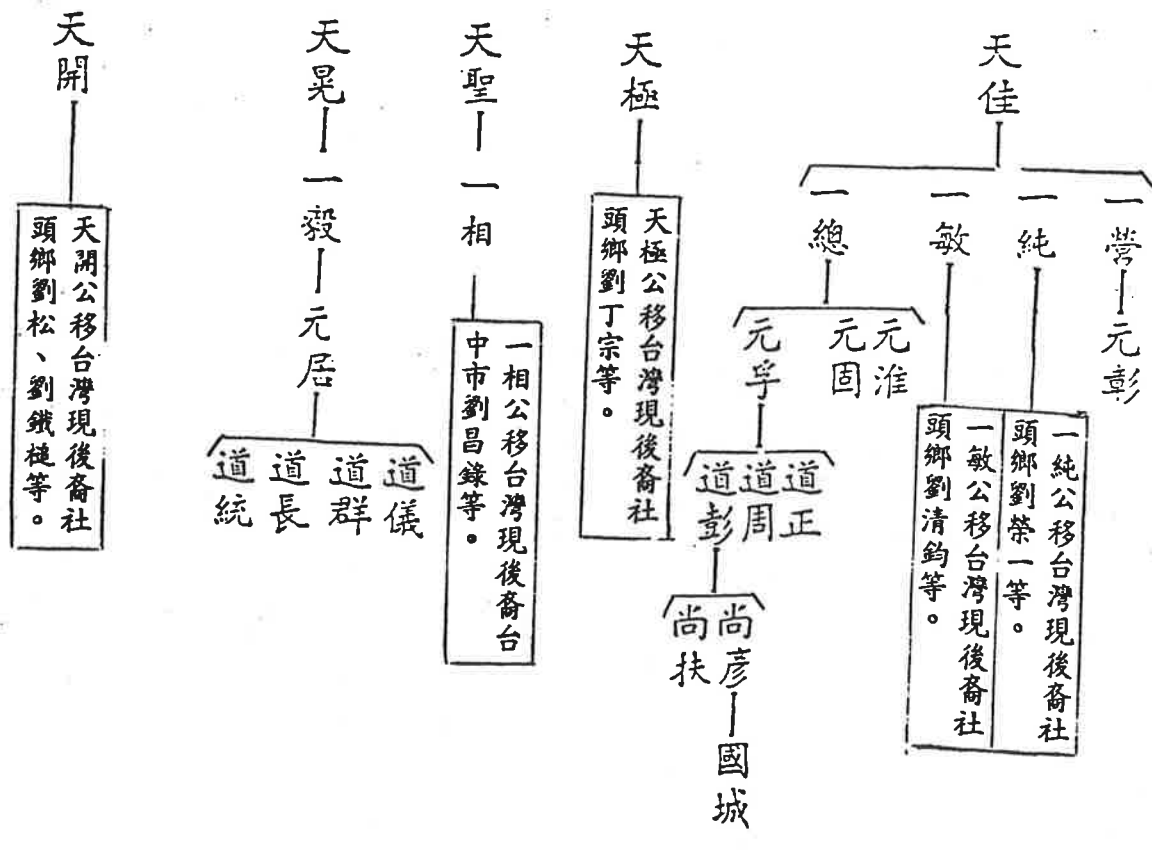 天佳
一營
元彰
一純
一純公移台灣現後裔社
頭鄉劉榮一等。
一敏
一敏公移台灣現後裔社
頭鄉劉清鈞等。
一總
元淮
元固
元孚
道正
道周
道彭
尚彦
國城
尚扶
天極
天極公移台灣現後裔社
頭鄉劉丁宗等。
天聖
一相
一相公移台灣現後裔台
中市劉昌錄等。
天晃
一毅
元居
道儀
道群
道長
道統
天開
天開公移台灣現後裔社
頭鄉劉松、劉鐵槌等。